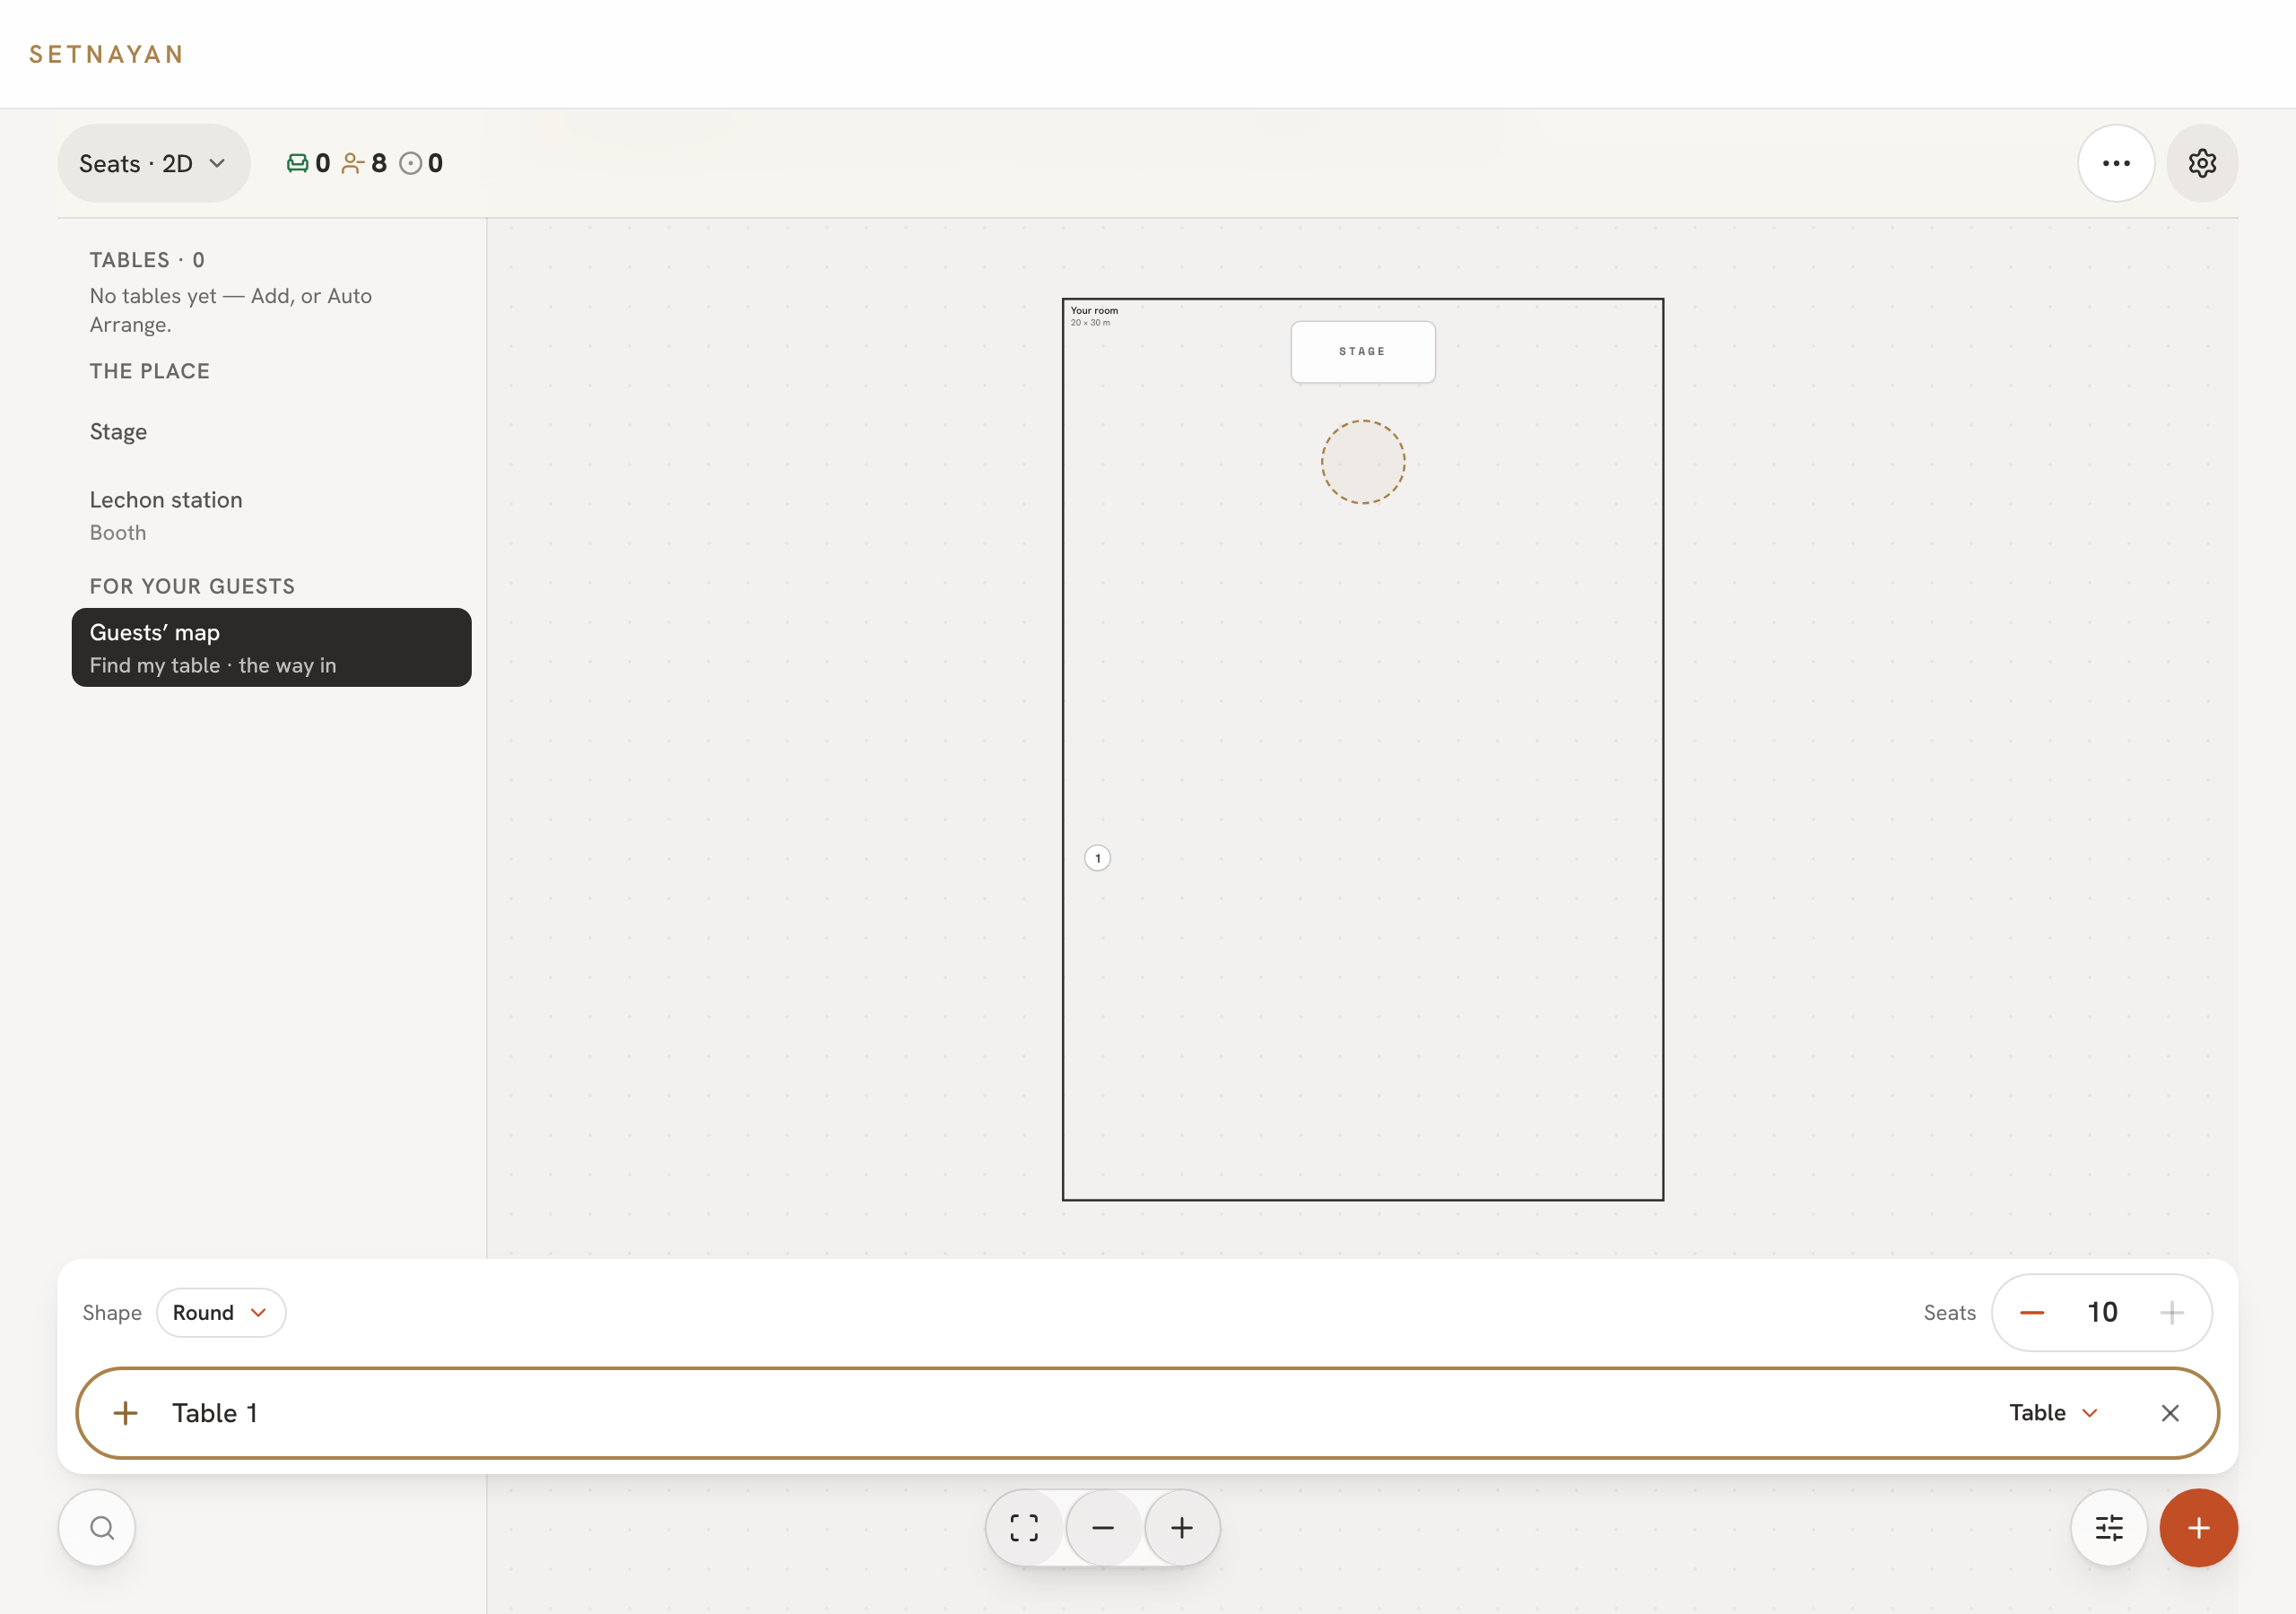 SETNAYAN
Seats · 2D
0 8 0
TABLES · 0
No tables yet — Add, or Auto
Arrange.
THE PLACE
Stage
Lechon station
Booth
FOR YOUR GUESTS
Guests’ map
Find my table · the way in
Your room
20 × 30 m
STAGE
1
Shape Round
Seats 10
Table 1
Table